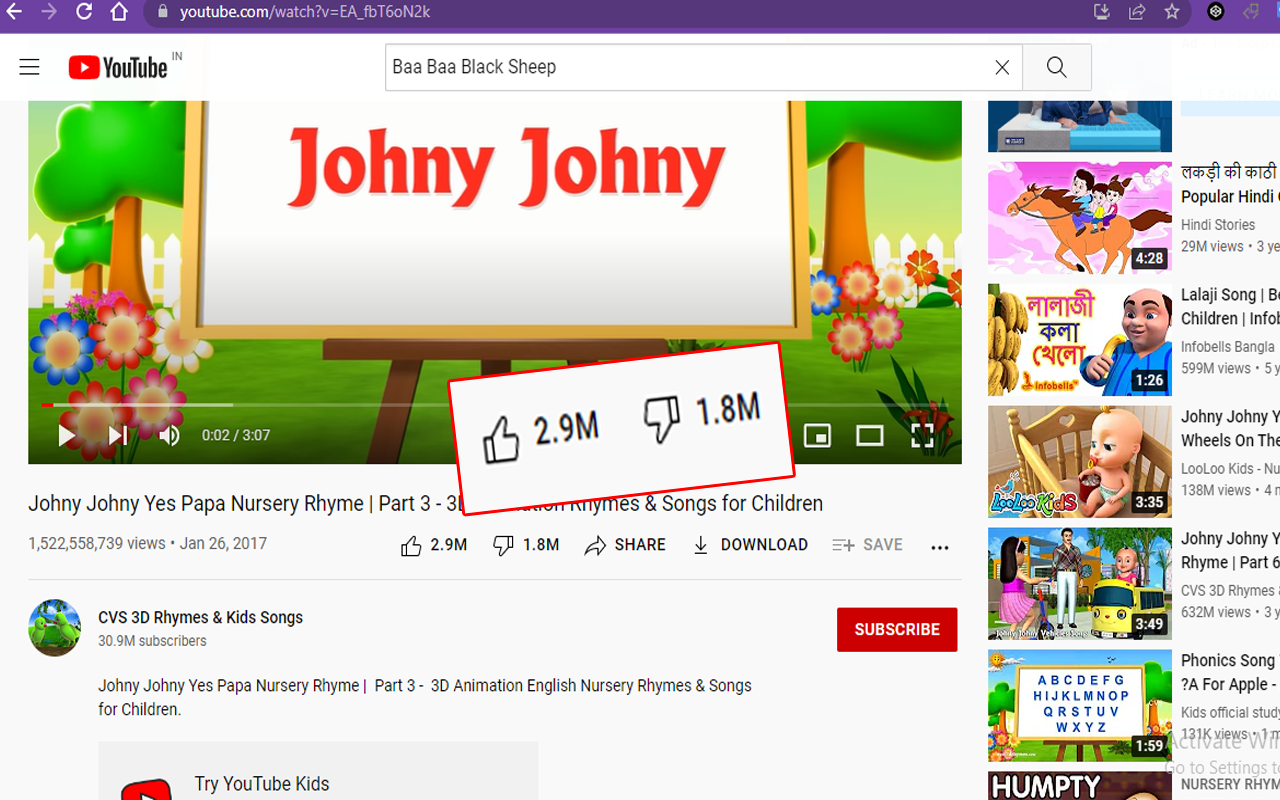 youtube.com/watch?v=EA_fbT6oN2k
YouTube IN
Baa Baa Black Sheep
Johny Johny
2.9M 1.8M
0:02 / 3:07
Johny Johny Yes Papa Nursery Rhyme | Part 3 - 3D Animation Rhymes & Songs for Children
1,522,558,739 views • Jan 26, 2017
2.9M 1.8M SHARE DOWNLOAD SAVE
CVS 3D Rhymes & Kids Songs
30.9M subscribers
SUBSCRIBE
Johny Johny Yes Papa Nursery Rhyme | Part 3 - 3D Animation English Nursery Rhymes & Songs
for Children.
Try YouTube Kids
लकड़ी की काठी
Popular Hindi
Hindi Stories
29M views • 3 ye
4:28
লালাজী
কলা
খেলো
infobells
1:26
Lalaji Song | Be
Children | Infob
Infobells Bangla
599M views • 5 y
LooLoo KidS
3:35
Johny Johny Y
Wheels On The
LooLoo Kids - Nu
138M views • 4 m
Johny Johny Vehicles Song
3:49
Johny Johny Y
Rhyme | Part 6
CVS 3D Rhymes &
632M views • 3 y
A B C D E F G
H I J K L M N O P
Q R S T U V
W X Y Z
1:59
Phonics Song
?A For Apple -
Kids official study
131K views • 1 m
Activate Wi
Go to Settings to
HUMPTY
NURSERY RHYM